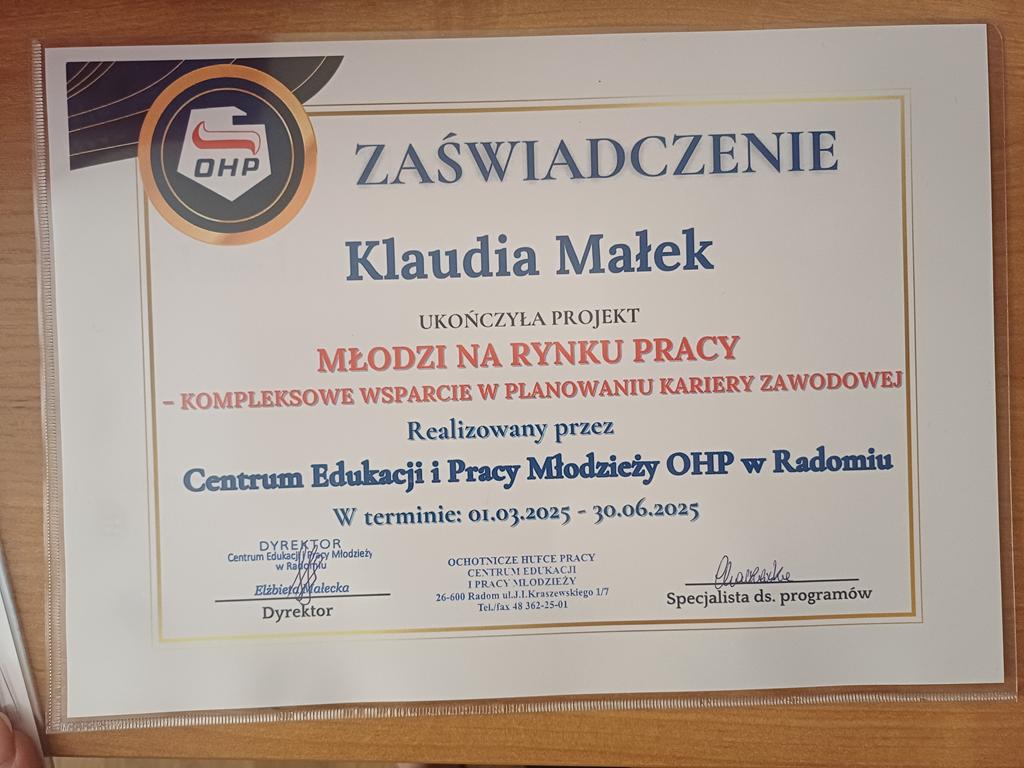 OHP
ZAŚWIADCZENIE
Klaudia Małek
UKOŃCZYŁA PROJEKT
MŁODZI NA RYNKU PRACY
– KOMPLEKSOWE WSPARCIE W PLANOWANIU KARIERY ZAWODOWEJ
Realizowany przez
Centrum Edukacji i Pracy Młodzieży OHP w Radomiu
W terminie: 01.03.2025 - 30.06.2025
DYREKTOR
Centrum Edukacji i Pracy Młodzieży
w Radomiu
Elżbieta Małecka
Dyrektor
OCHOTNICZE HUFCE PRACY
CENTRUM EDUKACJI
I PRACY MŁODZIEŻY
26-600 Radom ul.J.I.Kraszewskiego 1/7
Tel./fax 48 362-25-01
Specjalista ds. programów